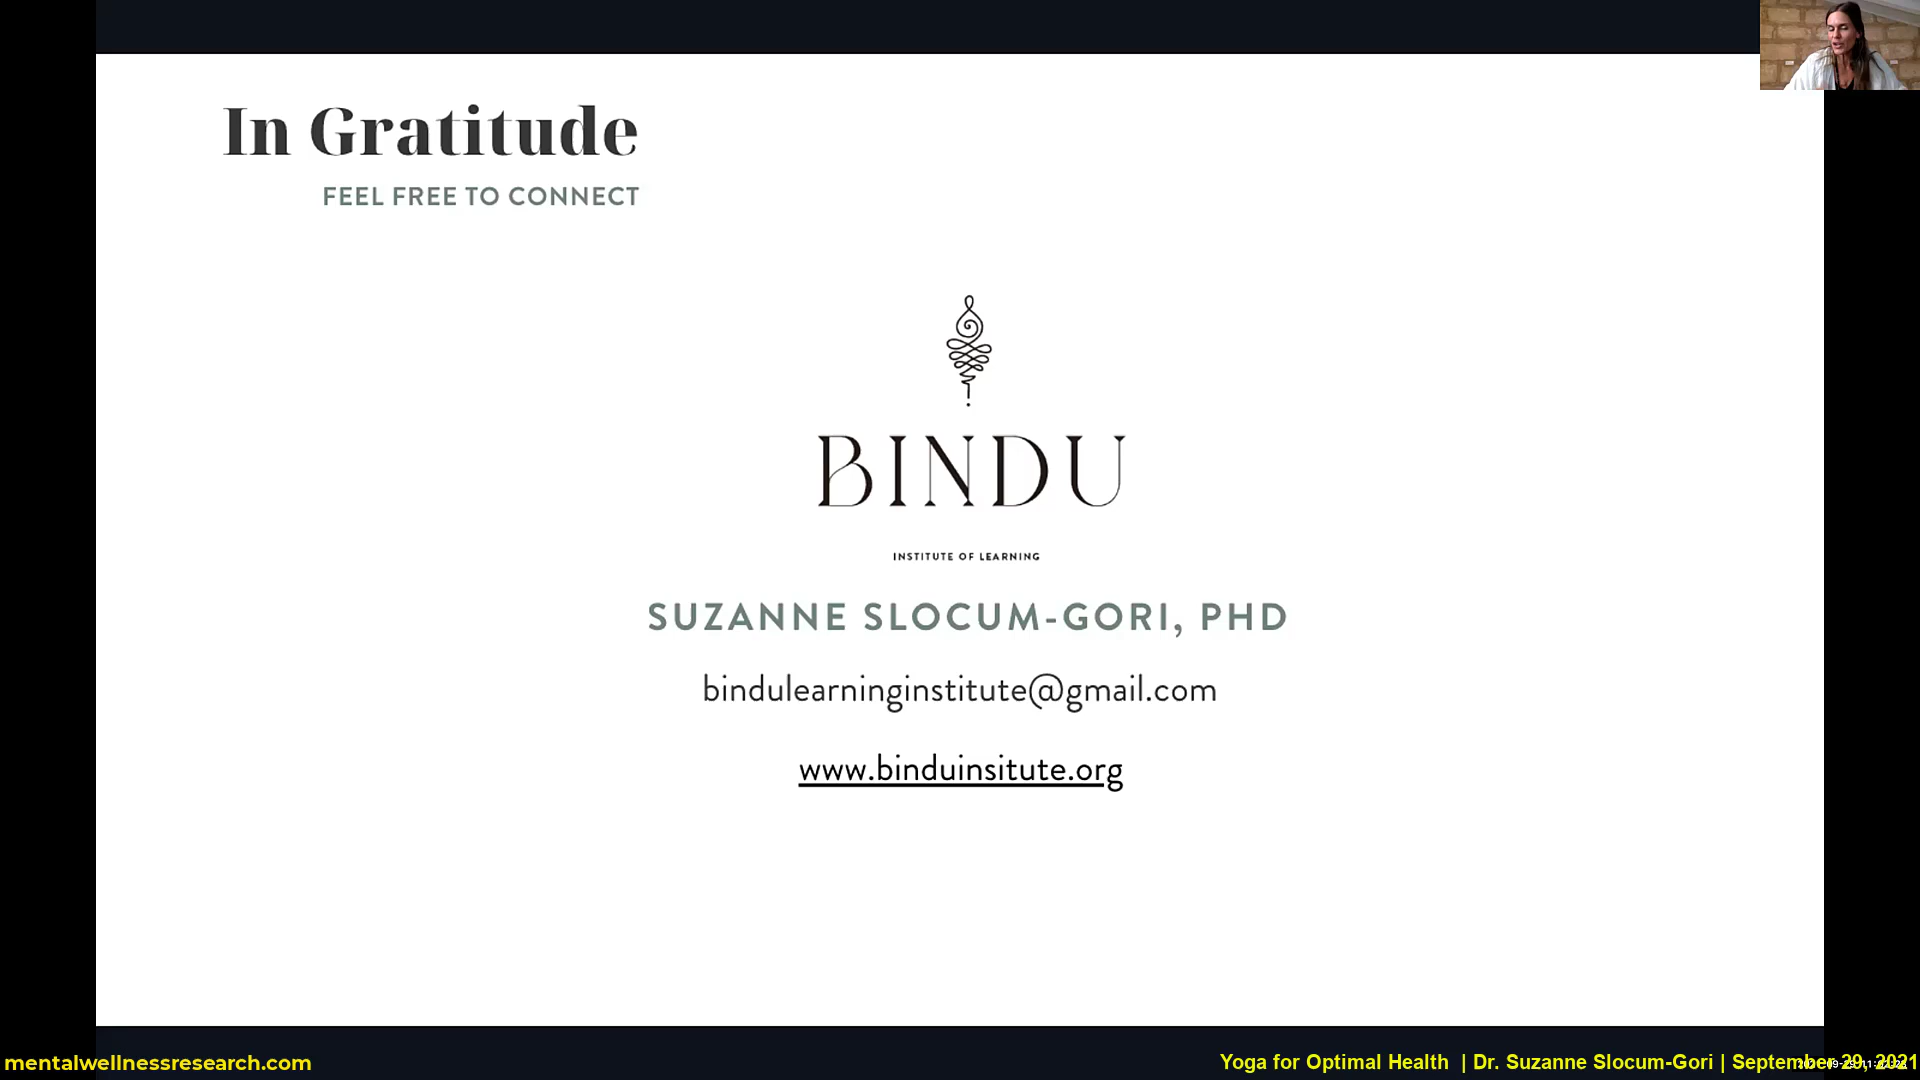 In Gratitude
FEEL FREE TO CONNECT
BINDU
INSTITUTE OF LEARNING
SUZANNE SLOCUM-GORI, PHD
bindulearninginstitute@gmail.com
www.binduinsitute.org
mentalwellnessresearch.com
Yoga for Optimal Health | Dr. Suzanne Slocum-Gori | September 29, 2021